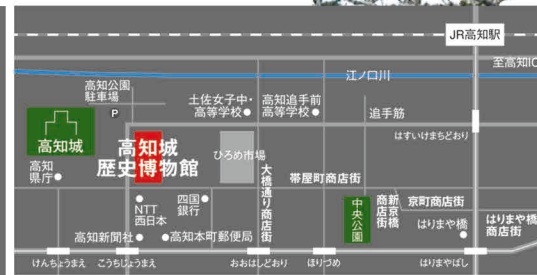 JR高知駅
至高知IC
江ノ口川
高知公園
駐車場
P
土佐女子中・
高等学校
高知追手前
高等学校
追手筋
はすいけまちどおり
高知城
高知城
歴史博物館
ひろめ市場
高知
県庁
大橋通り商店街
帯屋町商店街
NTT
西日本
四国
銀行
中央公園
新京橋
商店街
京町商店街
はりまや橋
はりまや橋
商店街
高知新聞社
高知本町郵便局
けんちょうまえ
こうちじょうまえ
おおはしどおり
ほりづめ
はりまやばし